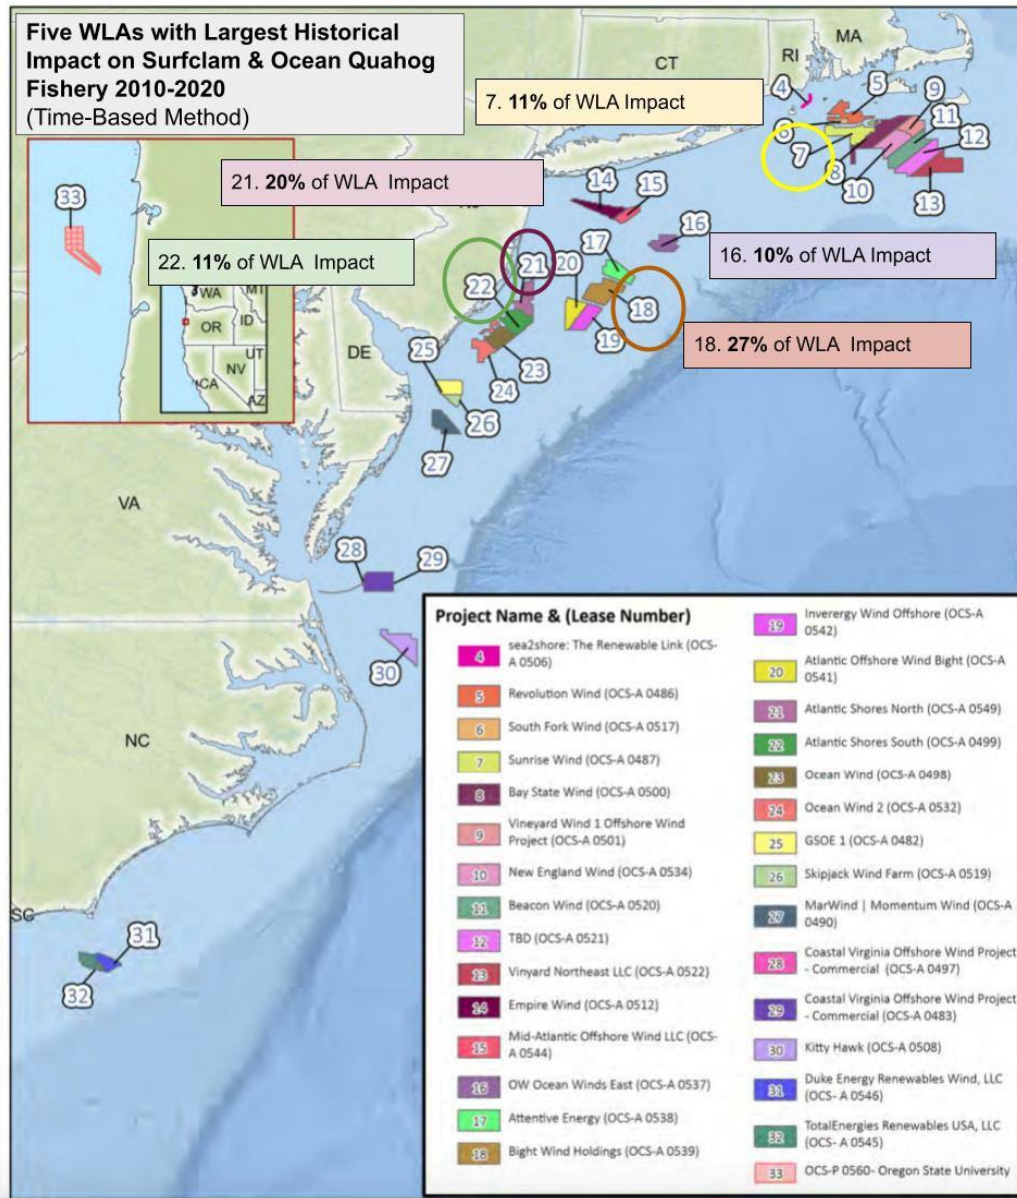 Five WLAs with Largest Historical
Impact on Surfclam & Ocean Quahog
Fishery 2010-2020
(Time-Based Method)
MA
CT
RI
7. 11% of WLA Impact
4
5
9
11
12
6
7
8
10
13
21. 20% of WLA Impact
33
14
15
16
17
22. 11% of WLA Impact
21
20
16. 10% of WLA Impact
22
18
19
18. 27% of WLA Impact
WA
MT
OR
ID
UT
NV
CA
AZ
DE
25
23
24
26
27
VA
28
29
30
NC
SC
31
32
Project Name & (Lease Number)
4 sea2shore: The Renewable Link (OCS-
A 0506)
5 Revolution Wind (OCS-A 0486)
6 South Fork Wind (OCS-A 0517)
7 Sunrise Wind (OCS-A 0487)
8 Bay State Wind (OCS-A 0500)
9 Vineyard Wind 1 Offshore Wind
Project (OCS-A 0501)
10 New England Wind (OCS-A 0534)
11 Beacon Wind (OCS-A 0520)
12 TBD (OCS-A 0521)
13 Vinyard Northeast LLC (OCS-A 0522)
14 Empire Wind (OCS-A 0512)
15 Mid-Atlantic Offshore Wind LLC (OCS-
A 0544)
16 OW Ocean Winds East (OCS-A 0537)
17 Attentive Energy (OCS-A 0538)
18 Bight Wind Holdings (OCS-A 0539)
19 Inverergy Wind Offshore (OCS-A
0542)
20 Atlantic Offshore Wind Bight (OCS-A
0541)
21 Atlantic Shores North (OCS-A 0549)
22 Atlantic Shores South (OCS-A 0499)
23 Ocean Wind (OCS-A 0498)
24 Ocean Wind 2 (OCS-A 0532)
25 GSOE 1 (OCS-A 0482)
26 Skipjack Wind Farm (OCS-A 0519)
27 MarWind | Momentum Wind (OCS-A
0490)
28 Coastal Virginia Offshore Wind Project
- Commercial (OCS-A 0497)
29 Coastal Virginia Offshore Wind Project
- Commercial (OCS-A 0483)
30 Kitty Hawk (OCS-A 0508)
31 Duke Energy Renewables Wind, LLC
(OCS- A 0546)
32 TotalEnergies Renewables USA, LLC
(OCS- A 0545)
33 OCS-P 0560- Oregon State University